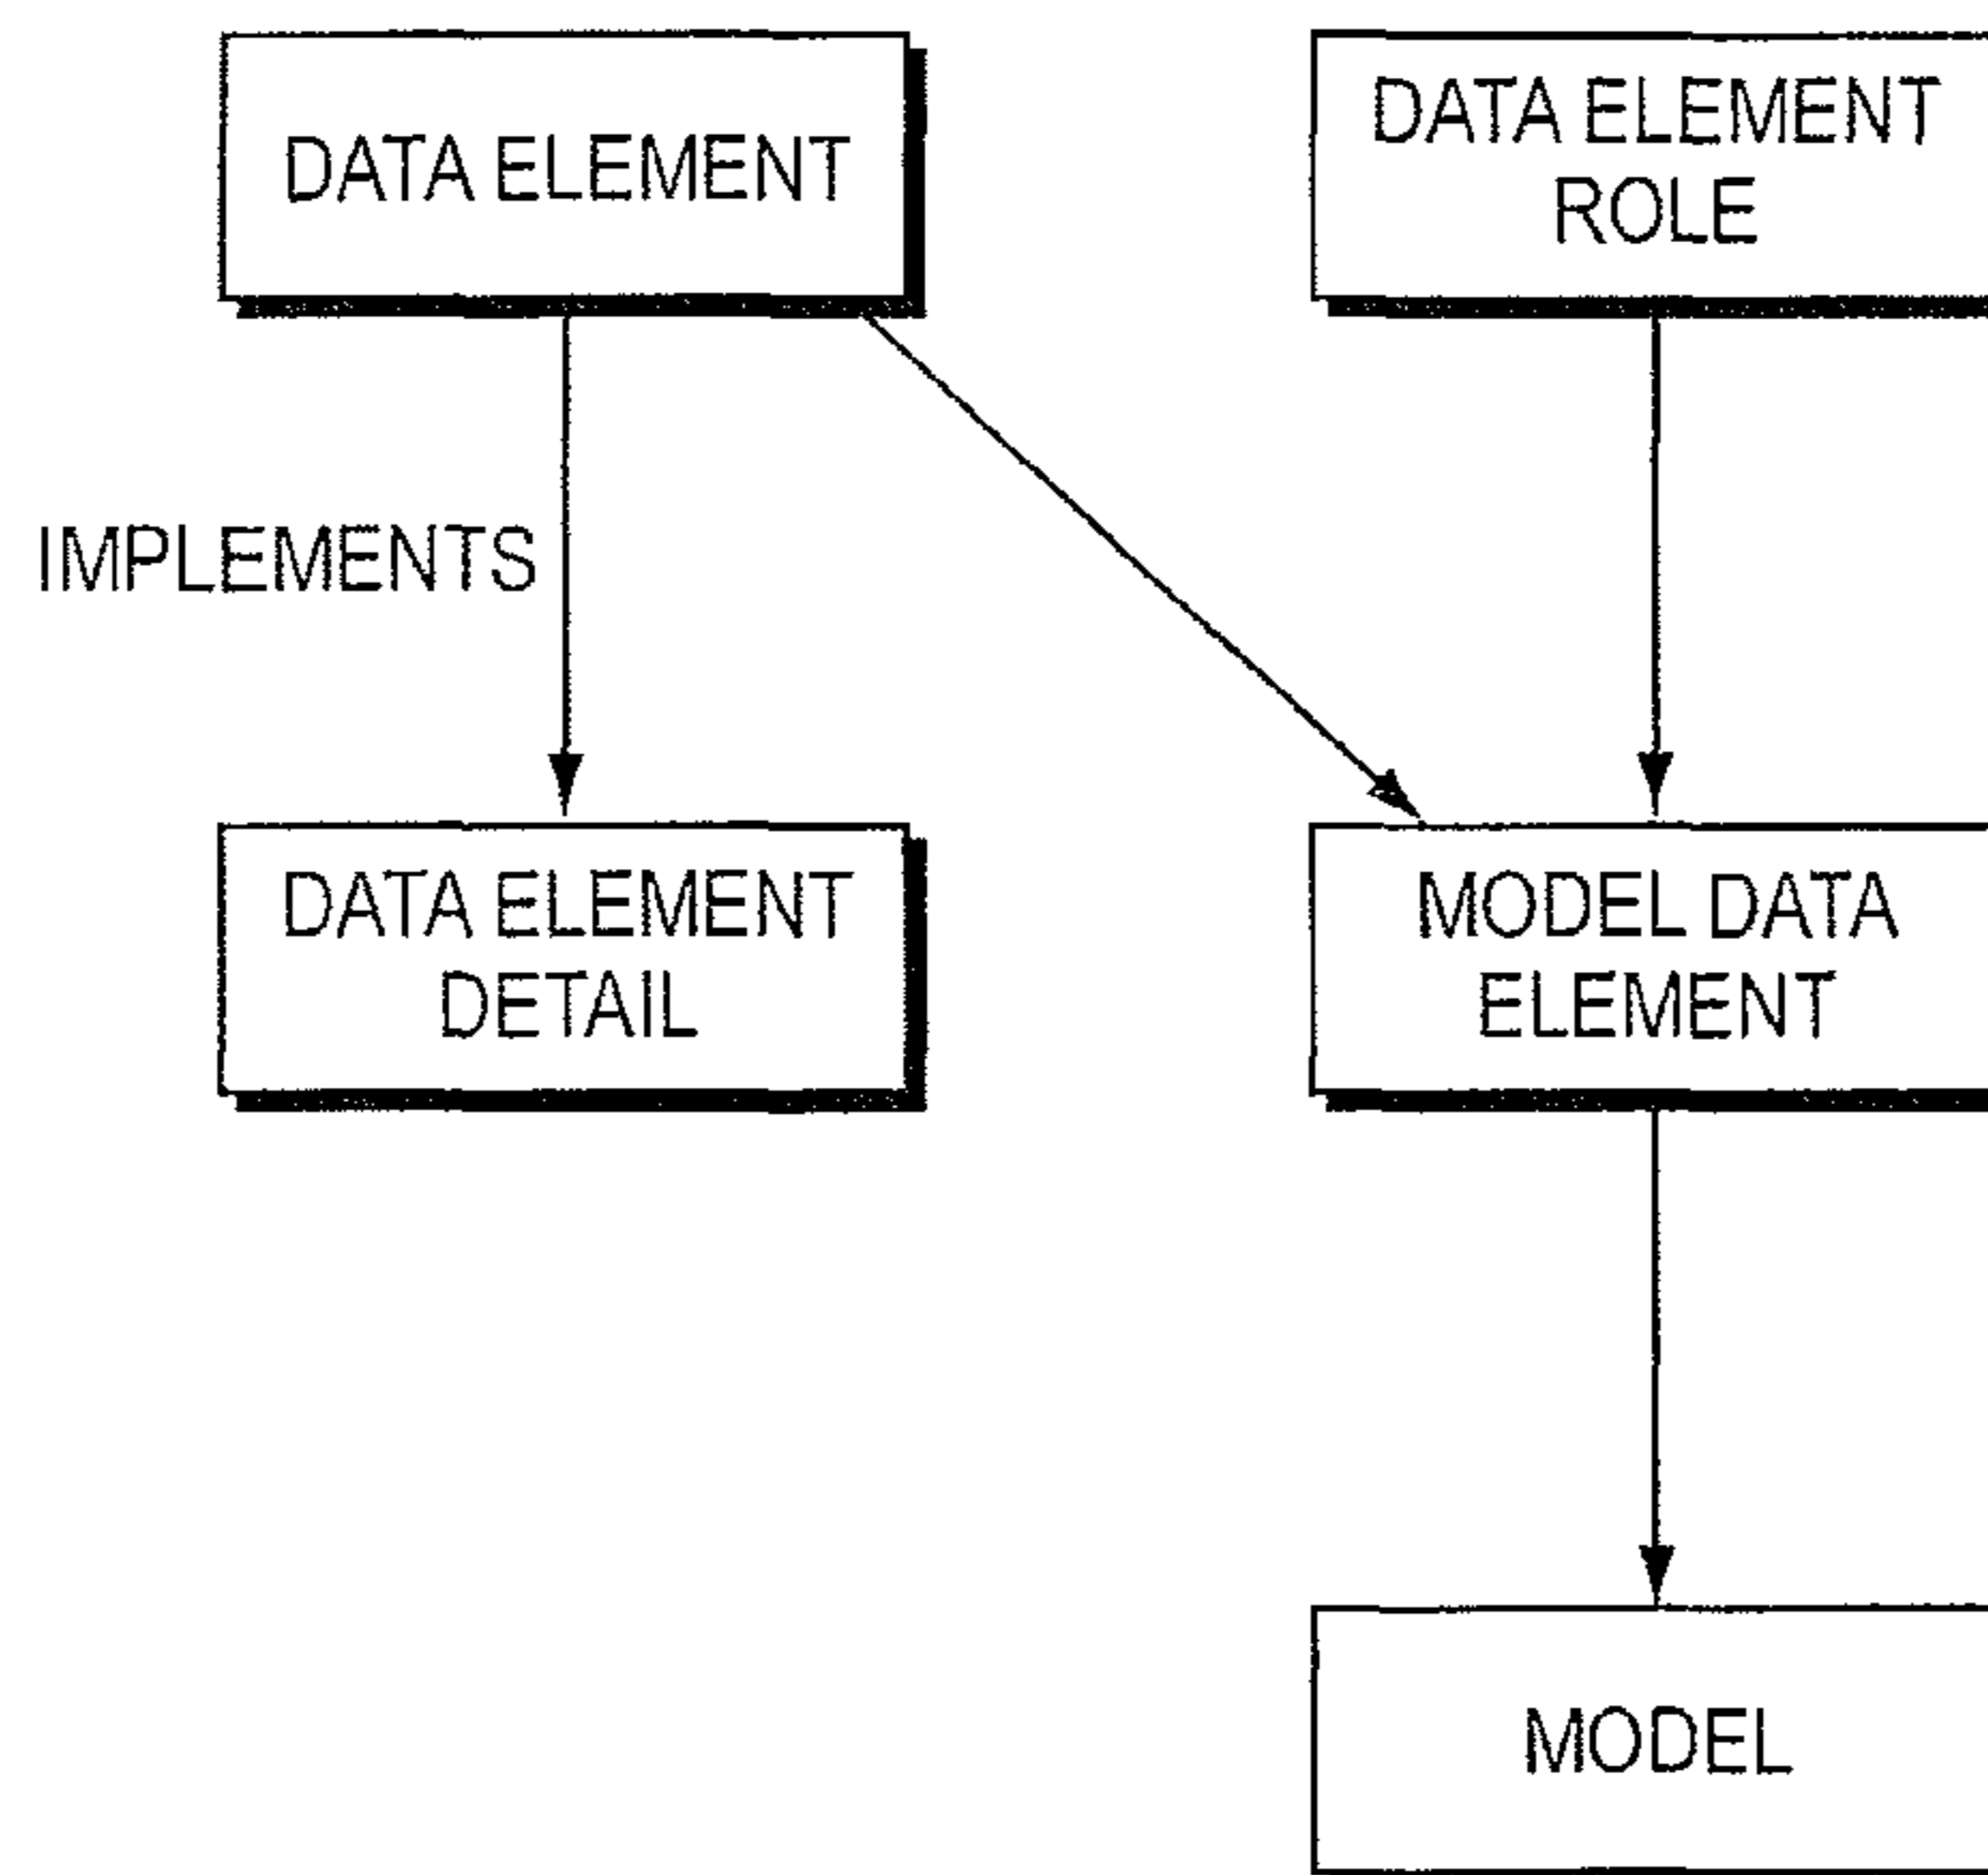 DATA ELEMENT
DATA ELEMENT
ROLE
IMPLEMENTS
DATA ELEMENT
DETAIL
MODEL DATA
ELEMENT
MODEL